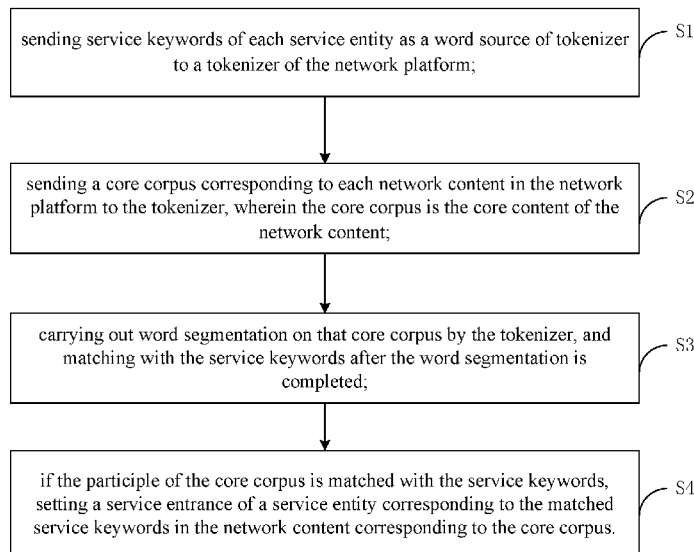 sending service keywords of each service entity as a word source of tokenizer
to a tokenizer of the network platform;
S1
sending a core corpus corresponding to each network content in the network
platform to the tokenizer, wherein the core corpus is the core content of the
network content;
S2
carrying out word segmentation on that core corpus by the tokenizer, and
matching with the service keywords after the word segmentation is
completed;
S3
if the participle of the core corpus is matched with the service keywords,
setting a service entrance of a service entity corresponding to the matched
service keywords in the network content corresponding to the core corpus.
S4